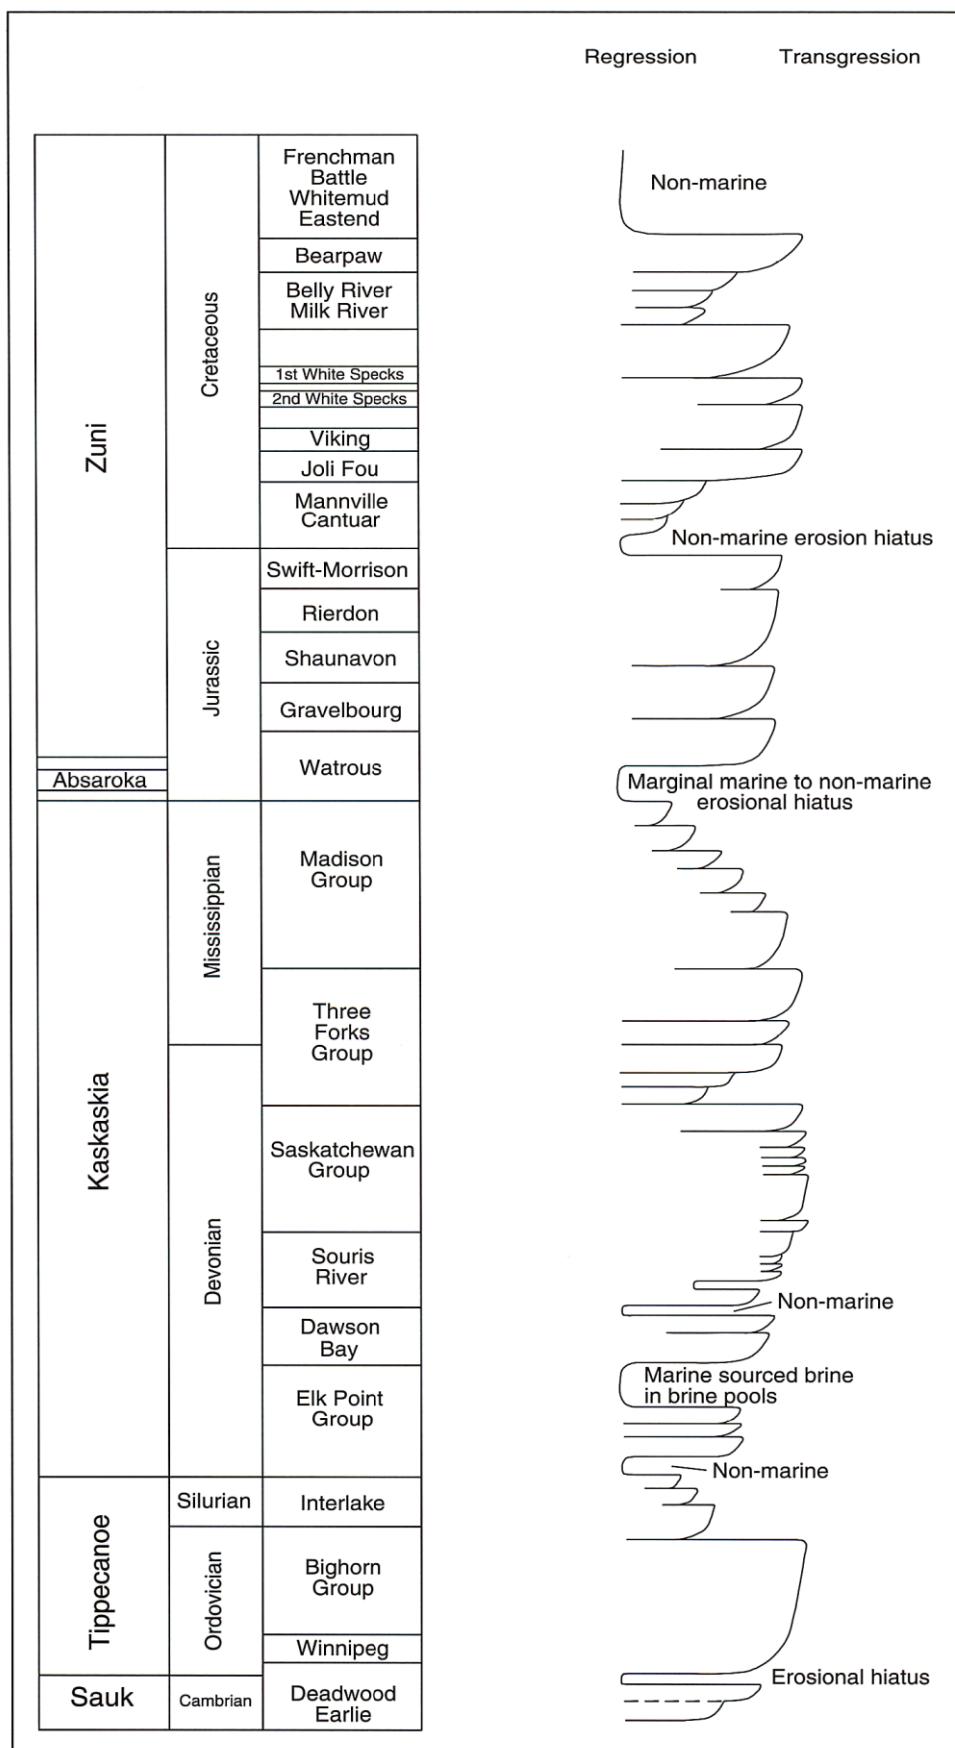 Regression
Transgression
Zuni
Absaroka
Kaskaskia
Tippecanoe
Sauk
Cretaceous
Jurassic
Mississippian
Devonian
Silurian
Ordovician
Cambrian
Frenchman
Battle
Whitemud
Eastend
Bearpaw
Belly River
Milk River
1st White Specks
2nd White Specks
Viking
Joli Fou
Mannville
Cantuar
Swift-Morrison
Rierdon
Shaunavon
Gravelbourg
Watrous
Madison
Group
Three
Forks
Group
Saskatchewan
Group
Souris
River
Dawson
Bay
Elk Point
Group
Interlake
Bighorn
Group
Winnipeg
Deadwood
Earlie
Non-marine
Non-marine erosion hiatus
Marginal marine to non-marine
erosional hiatus
Non-marine
Marine sourced brine
in brine pools
Non-marine
Erosional hiatus